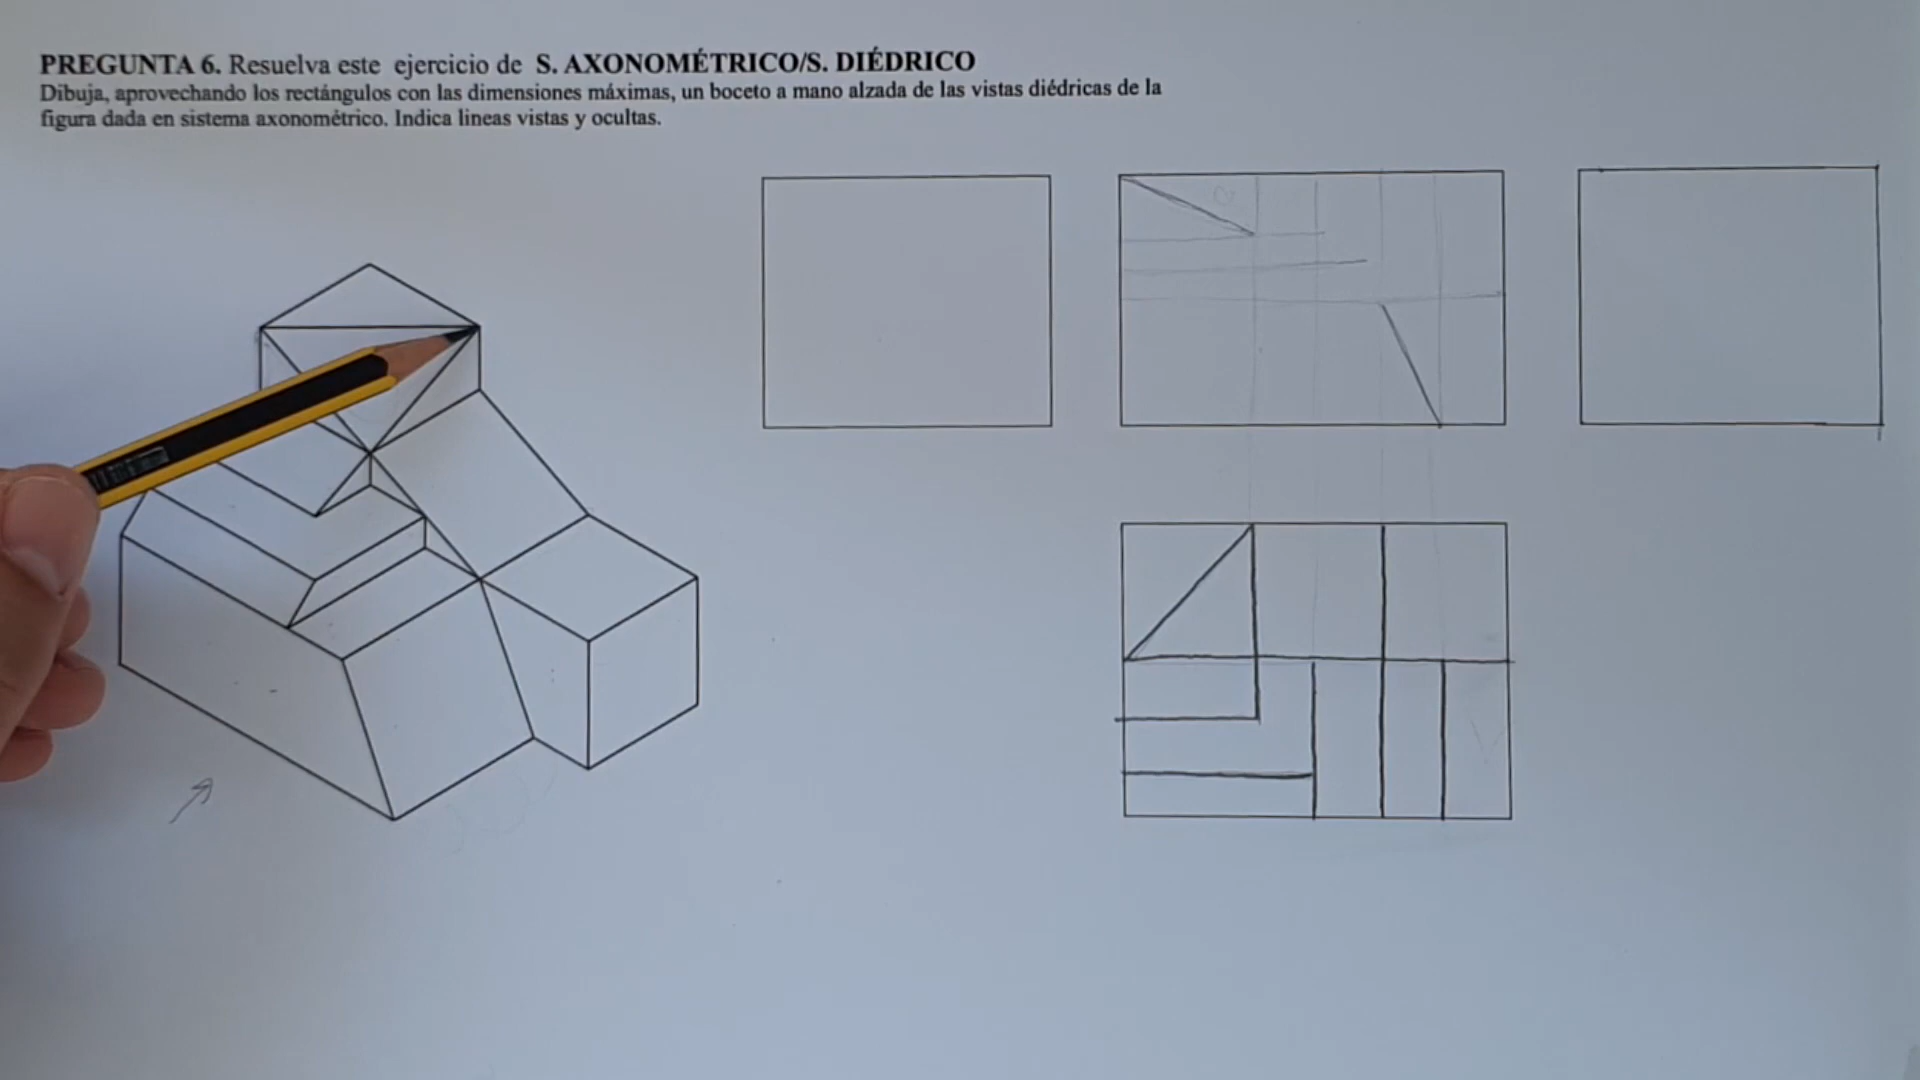 PREGUNTA 6. Resuelva este ejercicio de S. AXONOMÉTRICO/S. DIÉDRICO
Dibuja, aprovechando los rectángulos con las dimensiones máximas, un boceto a mano alzada de las vistas diédricas de la
figura dada en sistema axonométrico. Indica lineas vistas y ocultas.